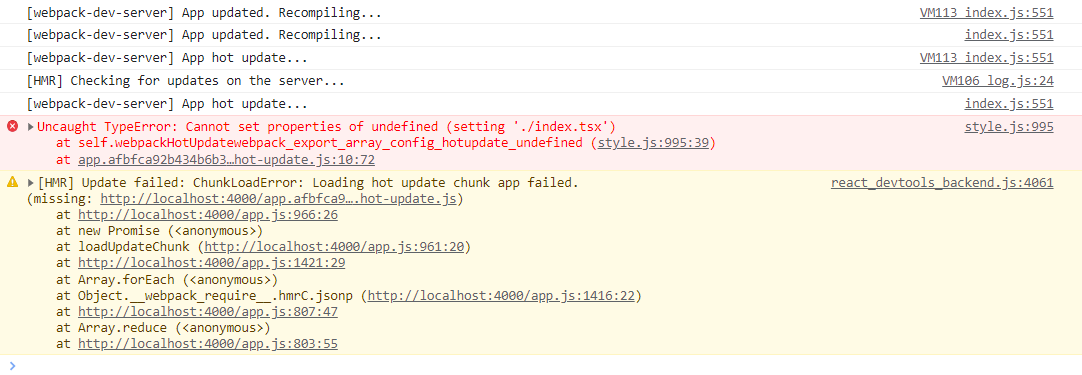 [webpack-dev-server] App updated. Recompiling... VM113 index.js:551
[webpack-dev-server] App updated. Recompiling... index.js:551
[webpack-dev-server] App hot update... VM113 index.js:551
[HMR] Checking for updates on the server... VM106 log.js:24
[webpack-dev-server] App hot update... index.js:551
Uncaught TypeError: Cannot set properties of undefined (setting './index.tsx') style.js:995
at self.webpackHotUpdatewebpack_export_array_config_hotupdate_undefined (style.js:995:39)
at app.afbfca92b434b6b3…hot-update.js:10:72
[HMR] Update failed: ChunkLoadError: Loading hot update chunk app failed. react_devtools_backend.js:4061
(missing: http://localhost:4000/app.afbfca9….hot-update.js)
at http://localhost:4000/app.js:966:26
at new Promise (<anonymous>)
at loadUpdateChunk (http://localhost:4000/app.js:961:20)
at http://localhost:4000/app.js:1421:29
at Array.forEach (<anonymous>)
at Object.__webpack_require__.hmrC.jsonp (http://localhost:4000/app.js:1416:22)
at http://localhost:4000/app.js:807:47
at Array.reduce (<anonymous>)
at http://localhost:4000/app.js:803:55